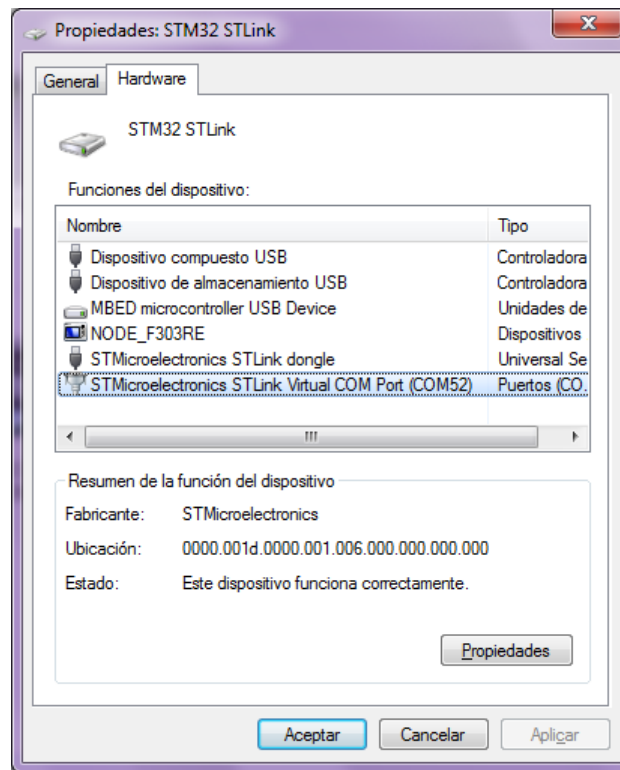 Propiedades: STM32 STLink
General Hardware
STM32 STLink
Funciones del dispositivo:
Nombre Tipo
Dispositivo compuesto USB Controladora
Dispositivo de almacenamiento USB Controladora
MBED microcontroller USB Device Unidades de
NODE_F303RE Dispositivos
STMicroelectronics STLink dongle Universal Se
STMicroelectronics STLink Virtual COM Port (COM52) Puertos (CO.
Resumen de la función del dispositivo
Fabricante: STMicroelectronics
Ubicación: 0000.001d.0000.001.006.000.000.000.000
Estado: Este dispositivo funciona correctamente.
Propiedades
Aceptar Cancelar Aplicar